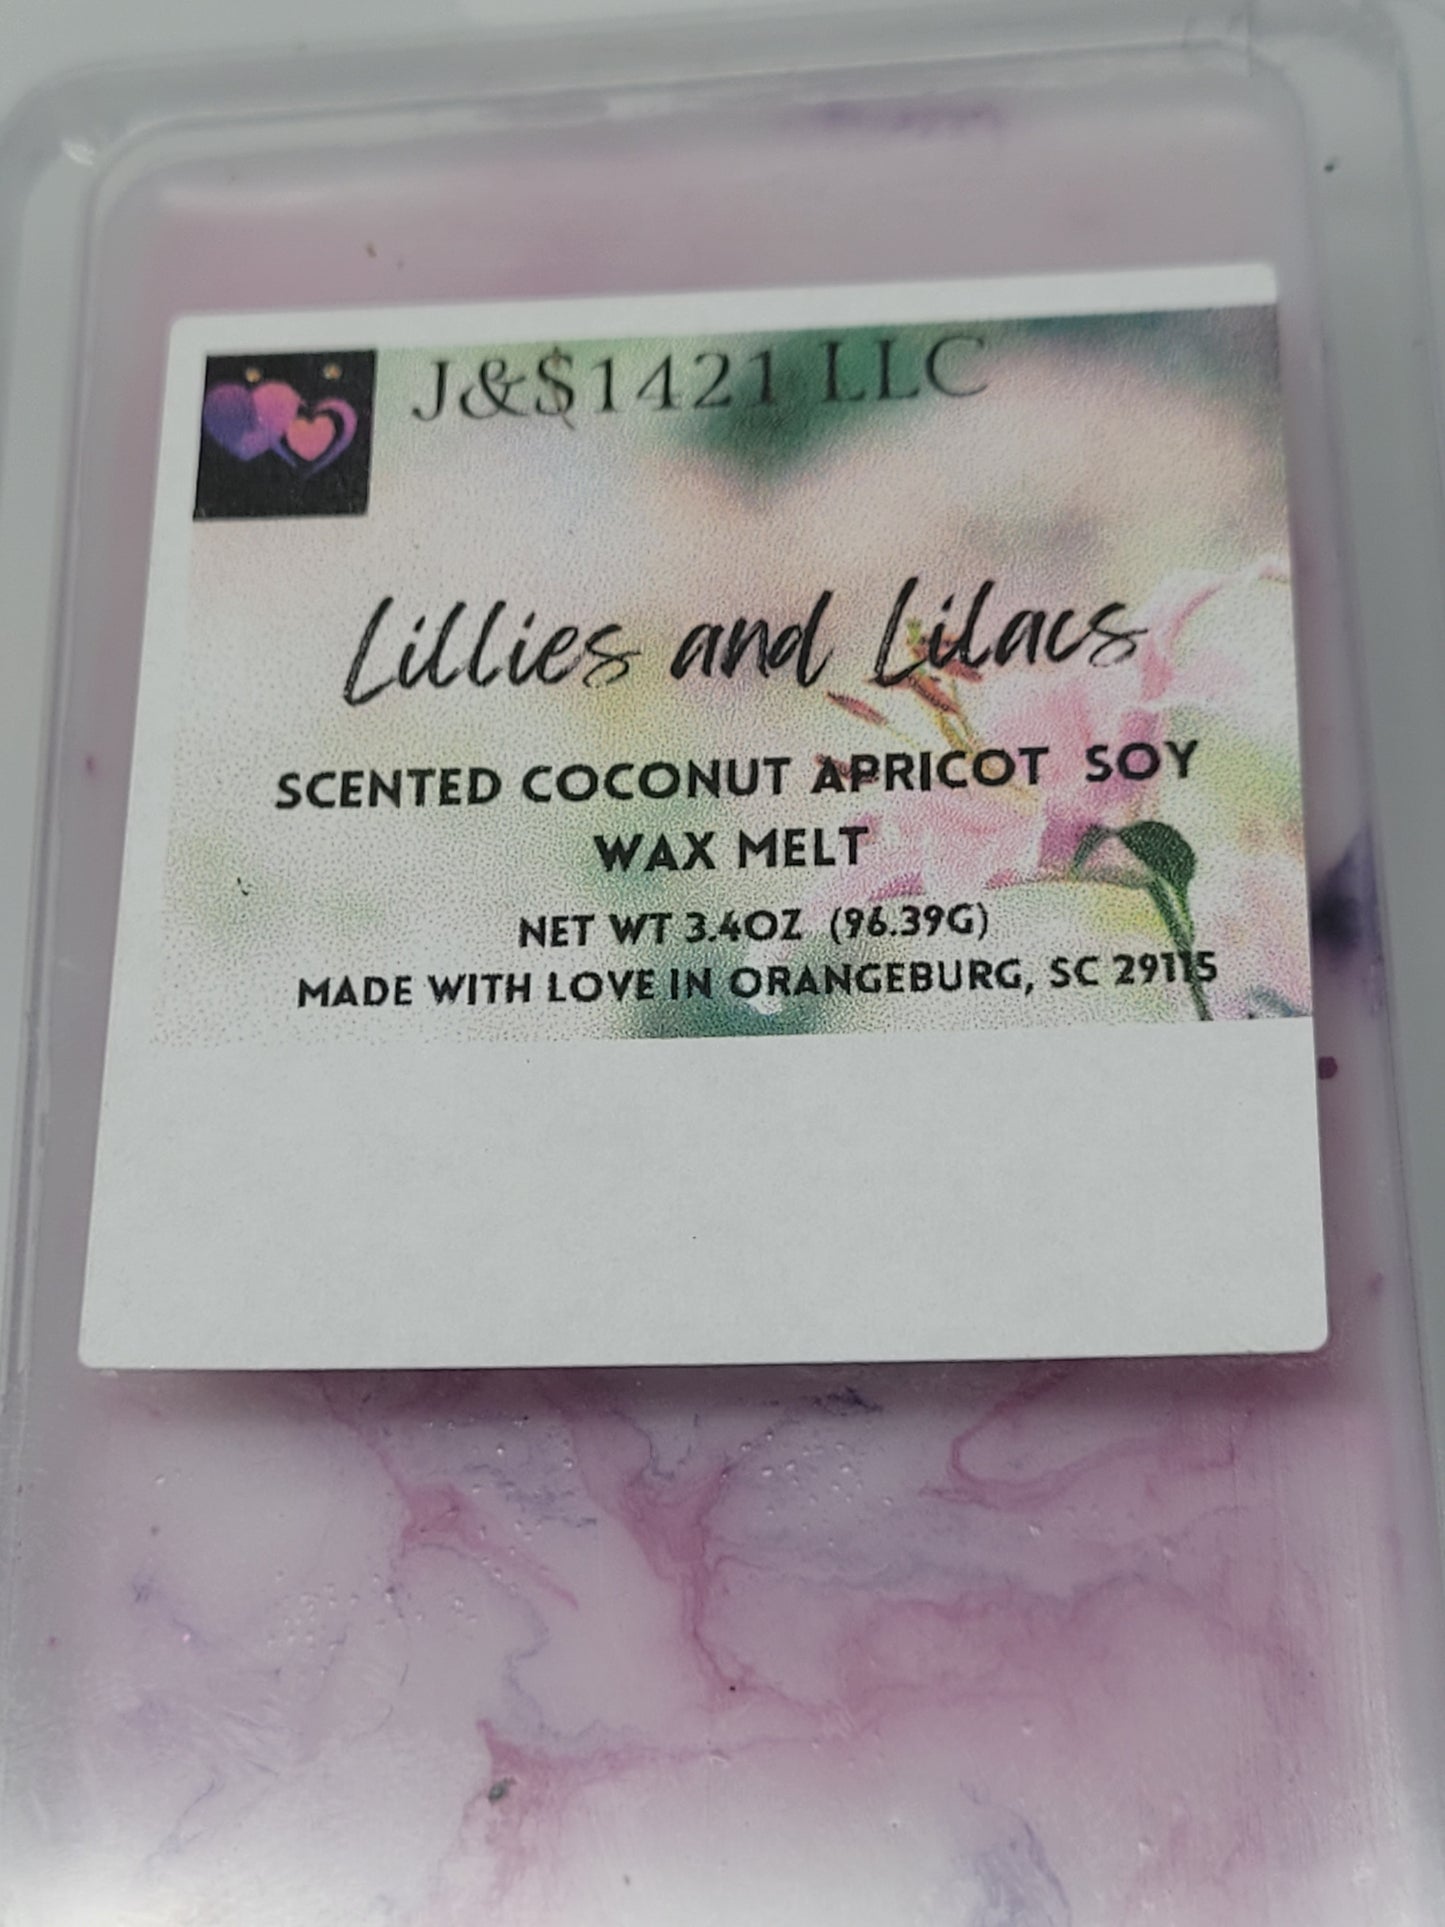 J&$1421 LLC
Lillies and Lilacs
SCENTED COCONUT APRICOT SOY
WAX MELT
NET WT 3.4OZ (96.39G)
MADE WITH LOVE IN ORANGEBURG, SC 29115